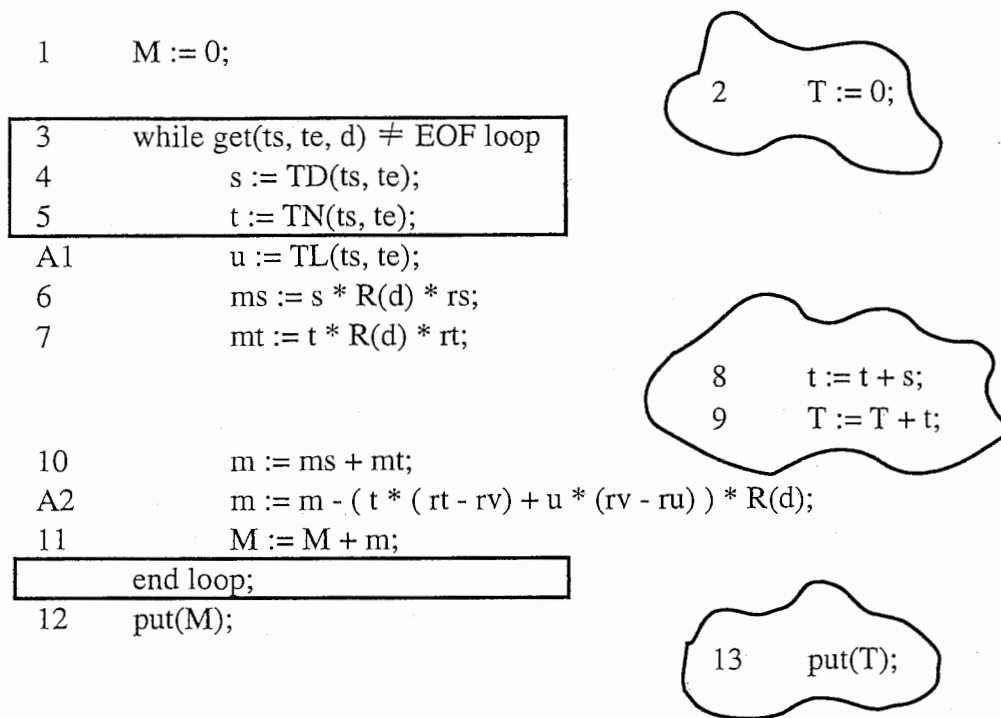 1 M := 0;
2 T := 0;
3 while get(ts, te, d) ≠ EOF loop
4 s := TD(ts, te);
5 t := TN(ts, te);
A1 u := TL(ts, te);
6 ms := s * R(d) * rs;
7 mt := t * R(d) * rt;
8 t := t + s;
9 T := T + t;
10 m := ms + mt;
A2 m := m - ( t * ( rt - rv) + u * (rv - ru) ) * R(d);
11 M := M + m;
end loop;
12 put(M);
13 put(T);